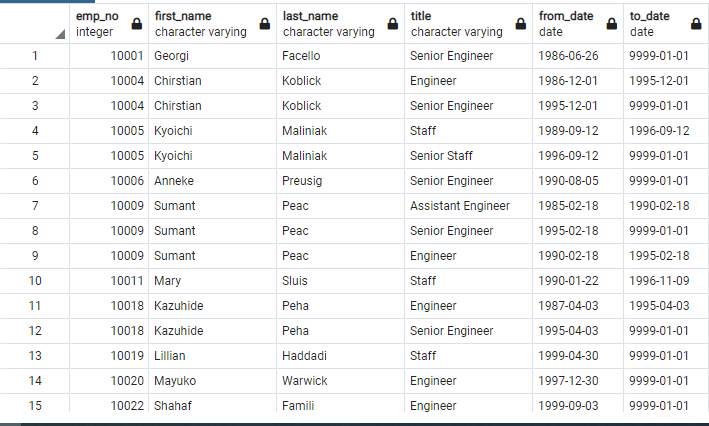 emp_no first_name last_name title from_date to_date
integer character varying character varying character varying date date
1 10001 Georgi Facello Senior Engineer 1986-06-26 9999-01-01
2 10004 Chirstian Koblick Engineer 1986-12-01 1995-12-01
3 10004 Chirstian Koblick Senior Engineer 1995-12-01 9999-01-01
4 10005 Kyoichi Maliniak Staff 1989-09-12 1996-09-12
5 10005 Kyoichi Maliniak Senior Staff 1996-09-12 9999-01-01
6 10006 Anneke Preusig Senior Engineer 1990-08-05 9999-01-01
7 10009 Sumant Peac Assistant Engineer 1985-02-18 1990-02-18
8 10009 Sumant Peac Senior Engineer 1995-02-18 9999-01-01
9 10009 Sumant Peac Engineer 1990-02-18 1995-02-18
10 10011 Mary Sluis Staff 1990-01-22 1996-11-09
11 10018 Kazuhide Peha Engineer 1987-04-03 1995-04-03
12 10018 Kazuhide Peha Senior Engineer 1995-04-03 9999-01-01
13 10019 Lillian Haddadi Staff 1999-04-30 9999-01-01
14 10020 Mayuko Warwick Engineer 1997-12-30 9999-01-01
15 10022 Shahaf Famili Engineer 1999-09-03 9999-01-01